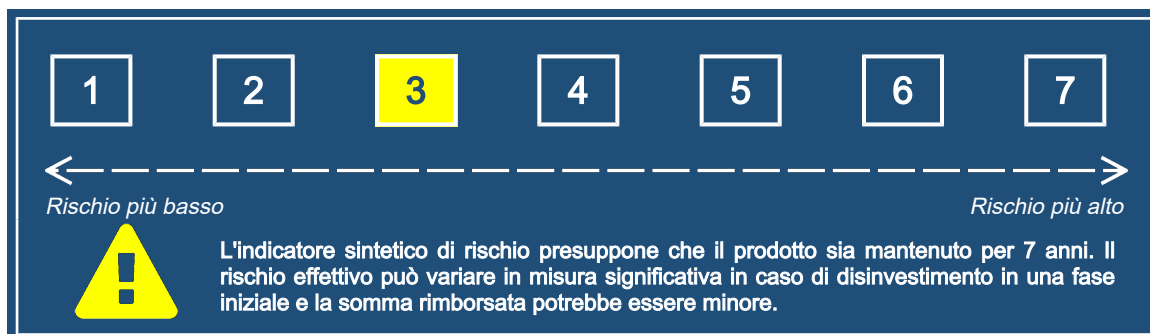 1 2 3 4 5 6 7
Rischio più basso Rischio più alto
L'indicatore sintetico di rischio presuppone che il prodotto sia mantenuto per 7 anni. Il
rischio effettivo può variare in misura significativa in caso di disinvestimento in una fase
iniziale e la somma rimborsata potrebbe essere minore.